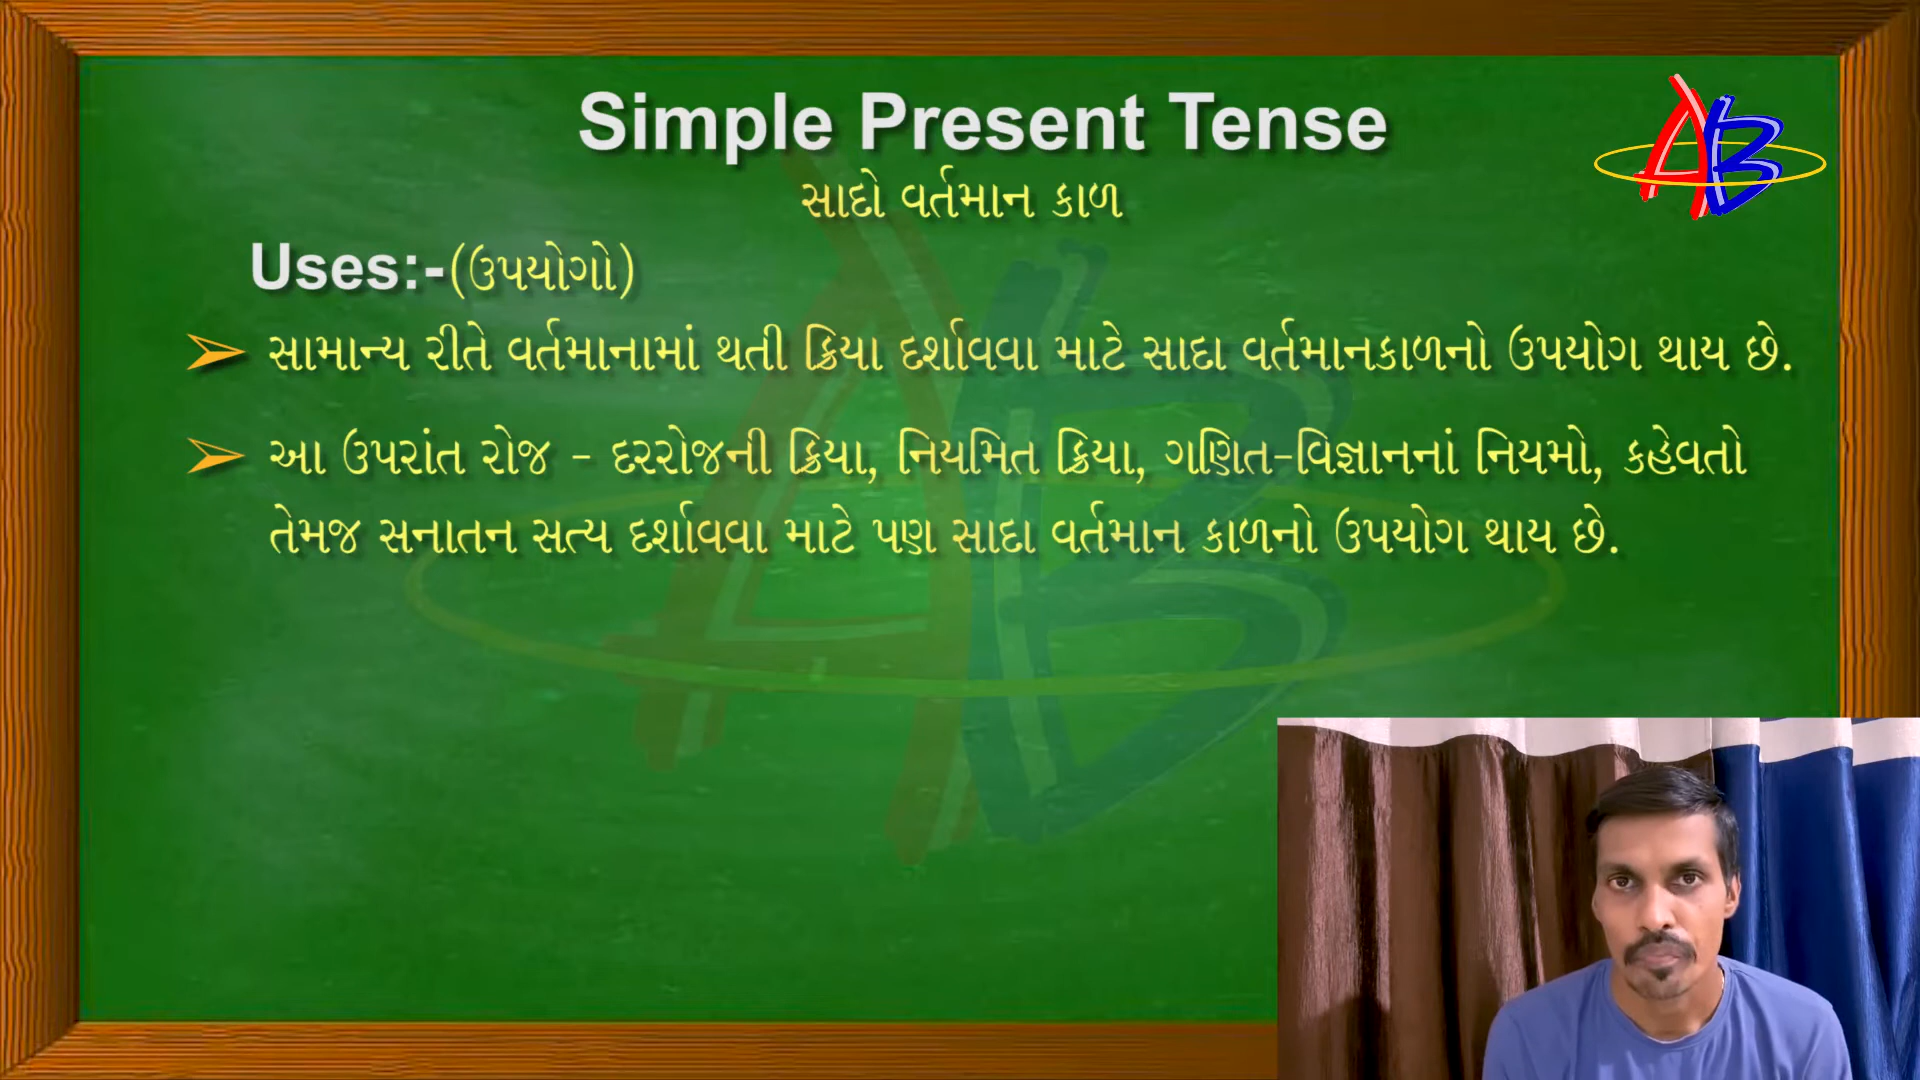 Simple Present Tense
AB
સાદો વર્તમાન કાળ
Uses:-(ઉપયોગો)
➢ સામાન્ય રીતે વર્તમાનામાં થતી ક્રિયા દર્શાવવા માટે સાદા વર્તમાનકાળનો ઉપયોગ થાય છે.
➢ આ ઉપરાંત રોજ - દરરોજની ક્રિયા, નિયમિત ક્રિયા, ગણિત-વિજ્ઞાનનાં નિયમો, કહેવતો
તેમજ સનાતન સત્ય દર્શાવવા માટે પણ સાદા વર્તમાન કાળનો ઉપયોગ થાય છે.